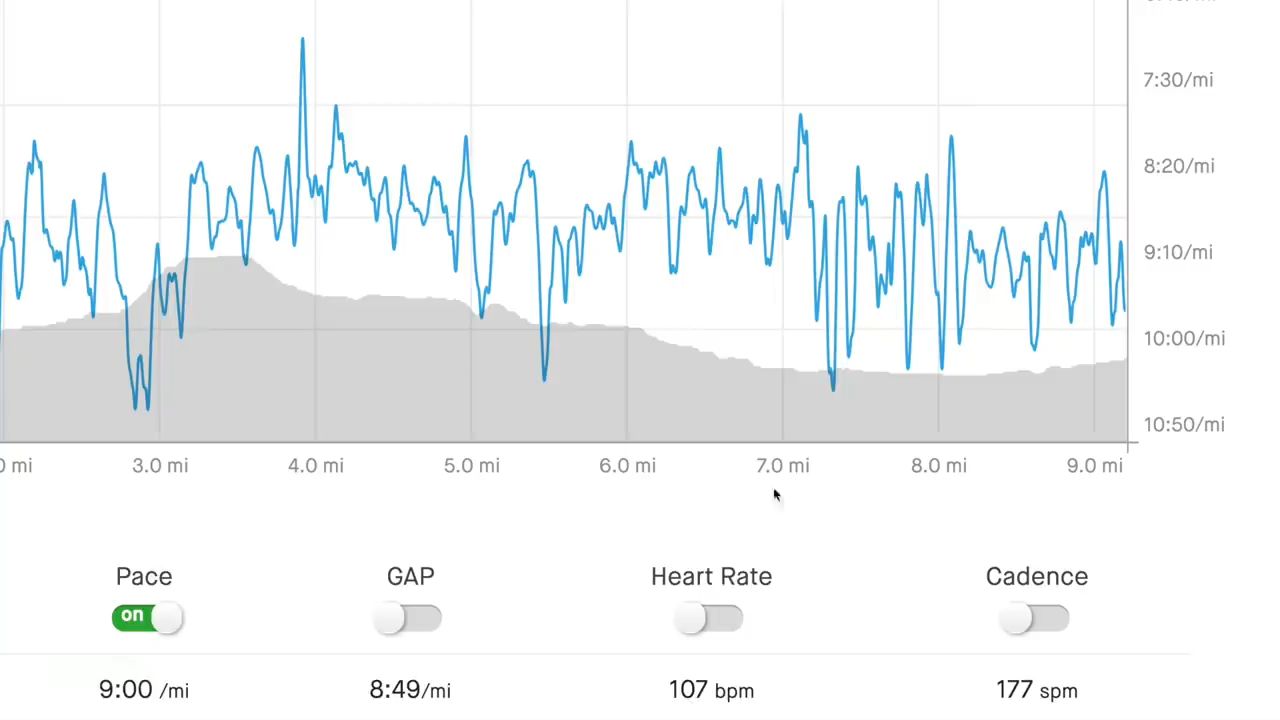 7:30/mi
8:20/mi
9:10/mi
10:00/mi
10:50/mi
mi 3.0 mi 4.0 mi 5.0 mi 6.0 mi 7.0 mi 8.0 mi 9.0 mi
Pace GAP Heart Rate Cadence
on
9:00 /mi 8:49/mi 107 bpm 177 spm